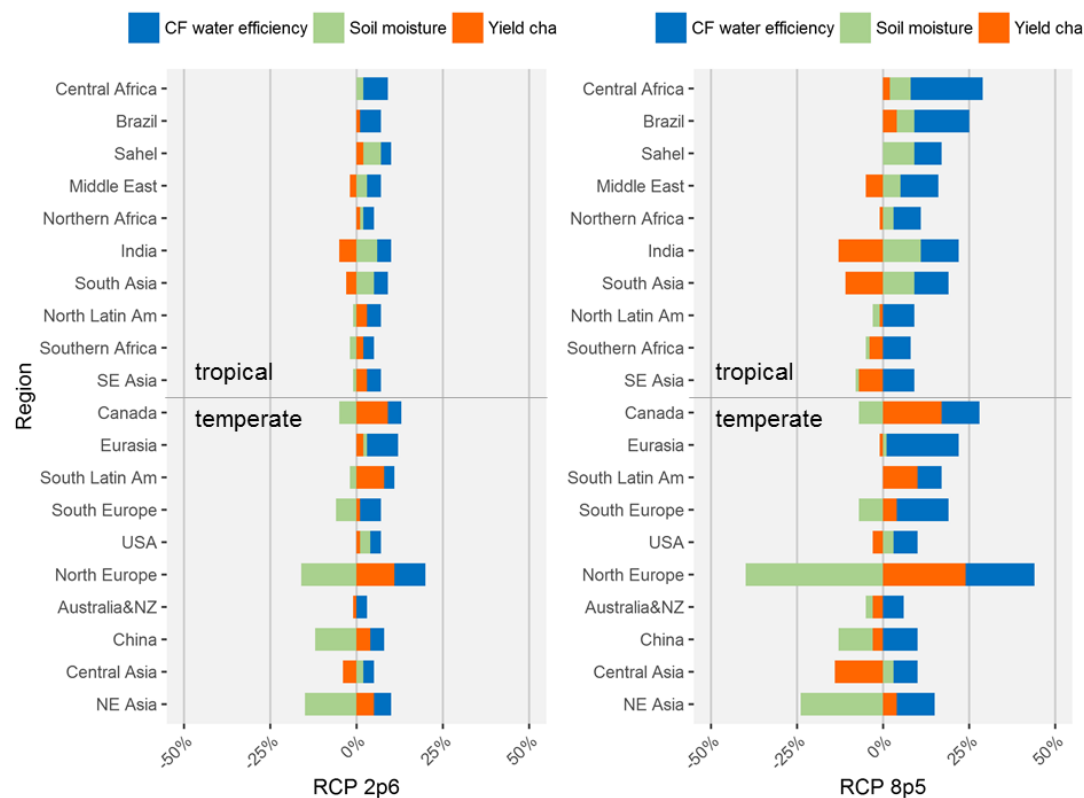 CF water efficiency Soil moisture Yield cha
Region
Central Africa
Brazil
Sahel
Middle East
Northern Africa
India
South Asia
North Latin Am
Southern Africa
SE Asia
Canada
Eurasia
South Latin Am
South Europe
USA
North Europe
Australia&NZ
China
Central Asia
NE Asia
tropical
temperate
-50% -25% 0% 25% 50%
RCP 2p6
CF water efficiency Soil moisture Yield cha
Central Africa
Brazil
Sahel
Middle East
Northern Africa
India
South Asia
North Latin Am
Southern Africa
SE Asia
Canada
Eurasia
South Latin Am
South Europe
USA
North Europe
Australia&NZ
China
Central Asia
NE Asia
tropical
temperate
-50% -25% 0% 25% 50%
RCP 8p5